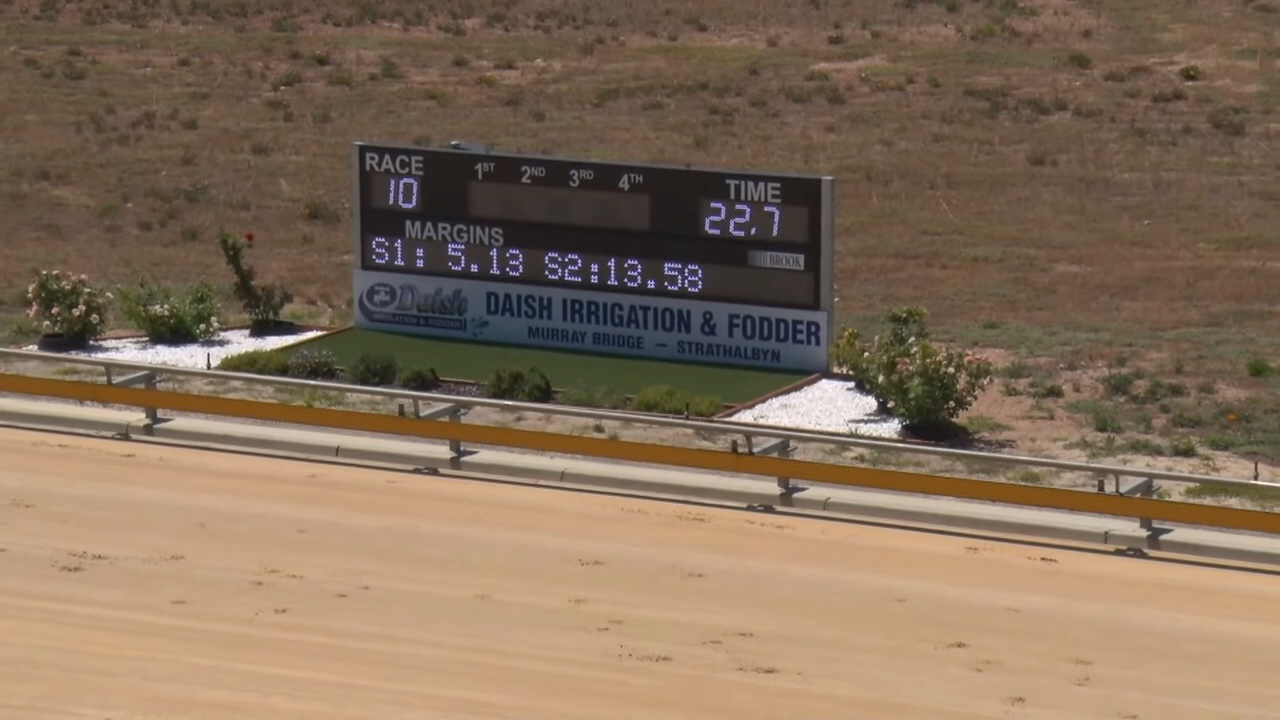 RACE 1ST 2ND 3RD 4TH TIME
10 22.7
MARGINS
S1: 5.13 S2:13.58
BROOK
Daish
IRRIGATION & FODDER
DAISH IRRIGATION & FODDER
MURRAY BRIDGE – STRATHALBYN